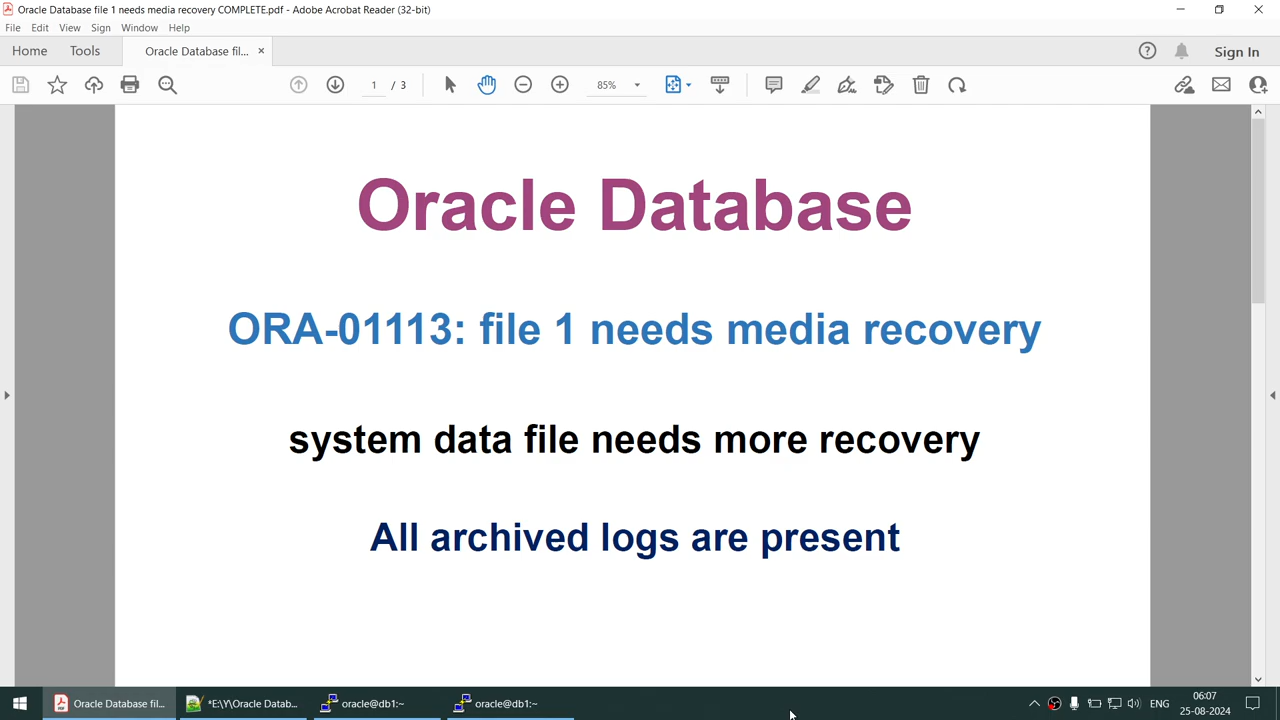 Oracle Database file 1 needs media recovery COMPLETE.pdf - Adobe Acrobat Reader (32-bit)
File Edit View Sign Window Help
Home Tools Oracle Database fil... × Sign In
1 / 3 85%
Oracle Database
ORA-01113: file 1 needs media recovery
system data file needs more recovery
All archived logs are present
Oracle Database fil... *E:\Y\Oracle Datab... oracle@db1:~ oracle@db1:~ ENG 06:07
25-08-2024